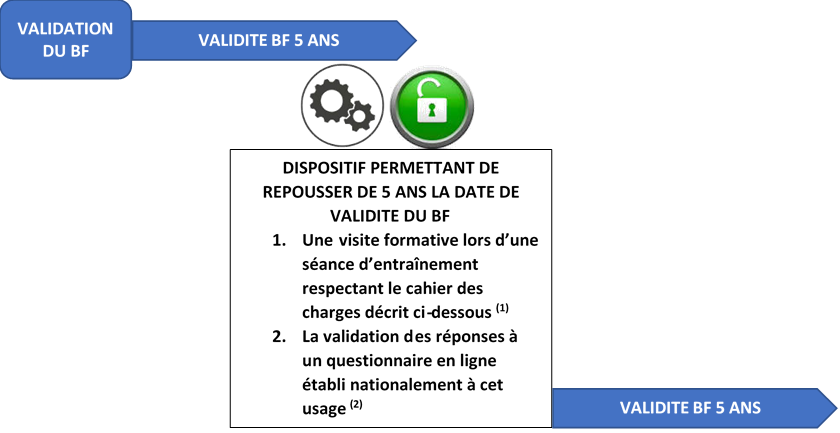 VALIDATION
DU BF
VALIDITE BF 5 ANS
DISPOSITIF PERMETTANT DE
REPOUSSER DE 5 ANS LA DATE DE
VALIDITE DU BF
1. Une visite formative lors d’une
séance d’entraînement
respectant le cahier des
charges décrit ci-dessous (1)
2. La validation des réponses à
un questionnaire en ligne
établi nationalement à cet
usage (2)
VALIDITE BF 5 ANS